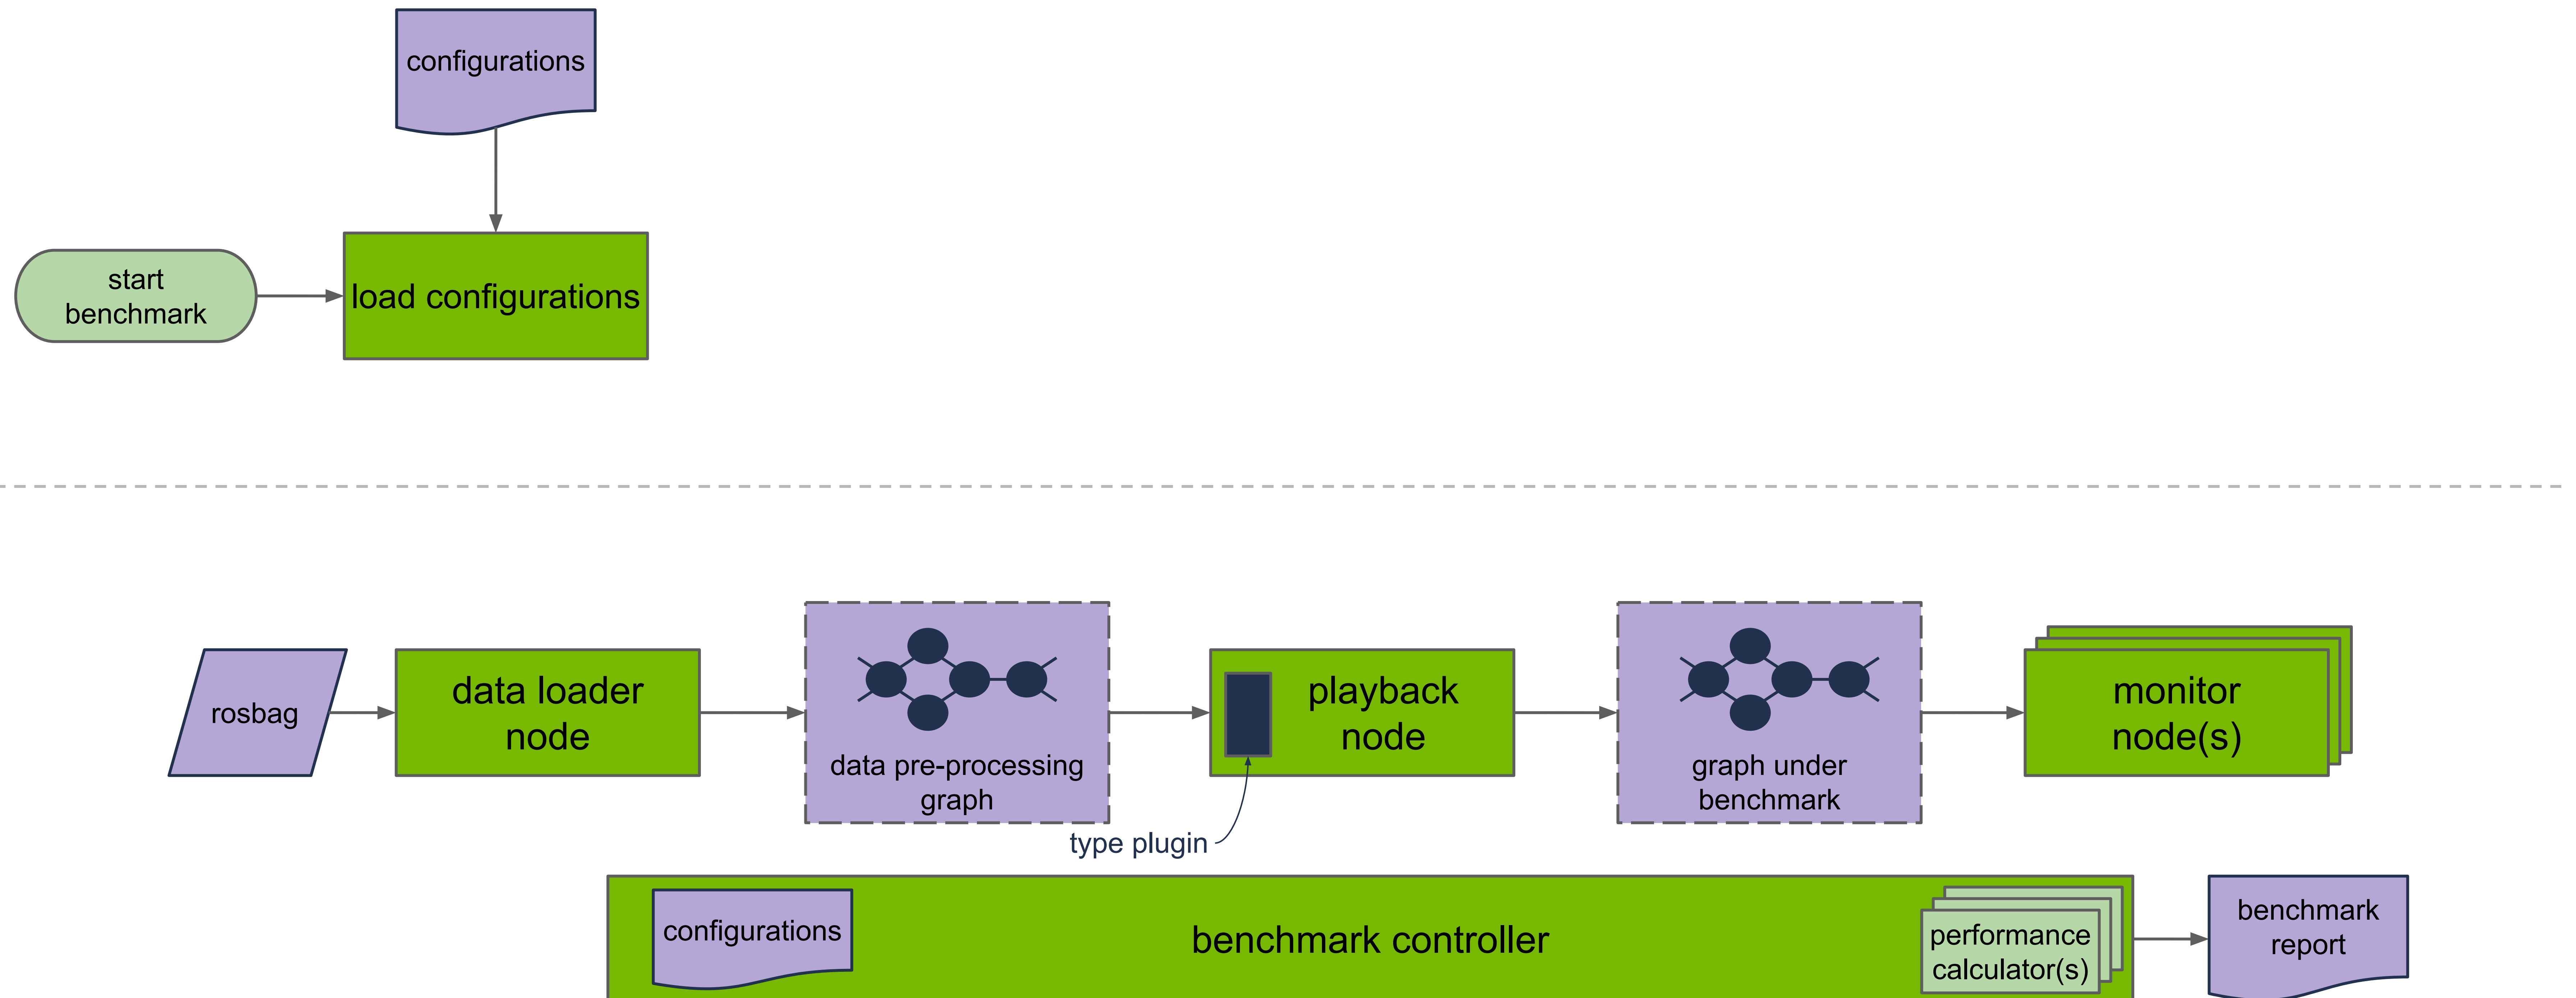 configurations
start
benchmark
load configurations
rosbag
data loader
node
data pre-processing
graph
playback
node
type plugin
graph under
benchmark
monitor
node(s)
configurations
benchmark controller
performance
calculator(s)
benchmark
report